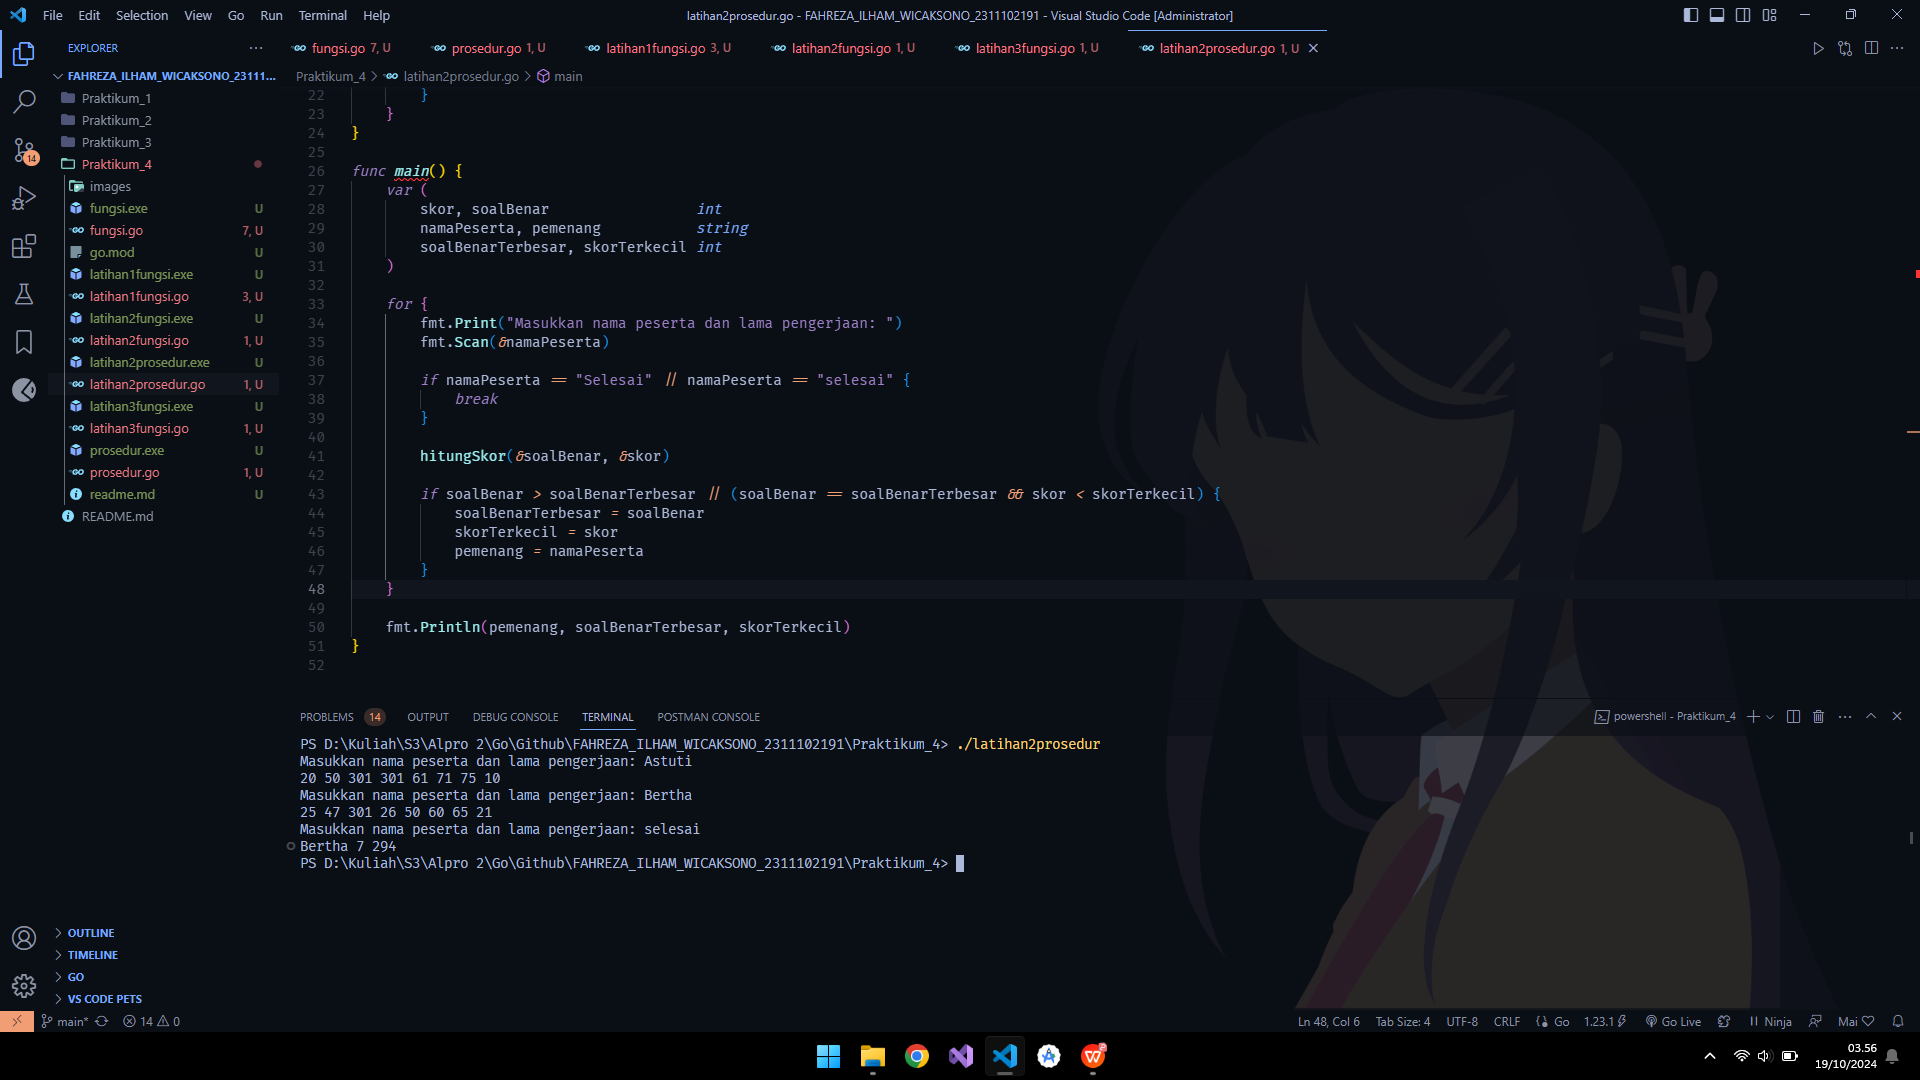 File Edit Selection View Go Run Terminal Help
latihan2prosedur.go - FAHREZA_ILHAM_WICAKSONO_2311102191 - Visual Studio Code [Administrator]
EXPLORER
fungsi.go 7, U
prosedur.go 1, U
latihan1fungsi.go 3, U
latihan2fungsi.go 1, U
latihan3fungsi.go 1, U
latihan2prosedur.go 1, U
FAHREZA_ILHAM_WICAKSONO_23111...
Praktikum_1
Praktikum_2
Praktikum_3
Praktikum_4
images
fungsi.exe U
fungsi.go 7, U
go.mod U
latihan1fungsi.exe U
latihan1fungsi.go 3, U
latihan2fungsi.exe U
latihan2fungsi.go 1, U
latihan2prosedur.exe U
latihan2prosedur.go 1, U
latihan3fungsi.exe U
latihan3fungsi.go 1, U
prosedur.exe U
prosedur.go 1, U
readme.md U
README.md
14
OUTLINE
TIMELINE
GO
VS CODE PETS
Praktikum_4 > latihan2prosedur.go > main
22 }
23 }
24 }
25
26 func main() {
27 var (
28 skor, soalBenar int
29 namaPeserta, pemenang string
30 soalBenarTerbesar, skorTerkecil int
31 )
32
33 for {
34 fmt.Print("Masukkan nama peserta dan lama pengerjaan: ")
35 fmt.Scan(&namaPeserta)
36
37 if namaPeserta == "Selesai" || namaPeserta == "selesai" {
38 break
39 }
40
41 hitungSkor(&soalBenar, &skor)
42
43 if soalBenar > soalBenarTerbesar || (soalBenar == soalBenarTerbesar && skor < skorTerkecil) {
44 soalBenarTerbesar = soalBenar
45 skorTerkecil = skor
46 pemenang = namaPeserta
47 }
48 }
49
50 fmt.Println(pemenang, soalBenarTerbesar, skorTerkecil)
51 }
52
PROBLEMS 14 OUTPUT DEBUG CONSOLE TERMINAL POSTMAN CONSOLE
powershell - Praktikum_4
PS D:\Kuliah\S3\Alpro 2\Go\Github\FAHREZA_ILHAM_WICAKSONO_2311102191\Praktikum_4> ./latihan2prosedur
Masukkan nama peserta dan lama pengerjaan: Astuti
20 50 301 301 61 71 75 10
Masukkan nama peserta dan lama pengerjaan: Bertha
25 47 301 26 50 60 65 21
Masukkan nama peserta dan lama pengerjaan: selesai
Bertha 7 294
PS D:\Kuliah\S3\Alpro 2\Go\Github\FAHREZA_ILHAM_WICAKSONO_2311102191\Praktikum_4>
main* 14 0
Ln 48, Col 6 Tab Size: 4 UTF-8 CRLF Go 1.23.1 Go Live Ninja Mai
03.56
19/10/2024